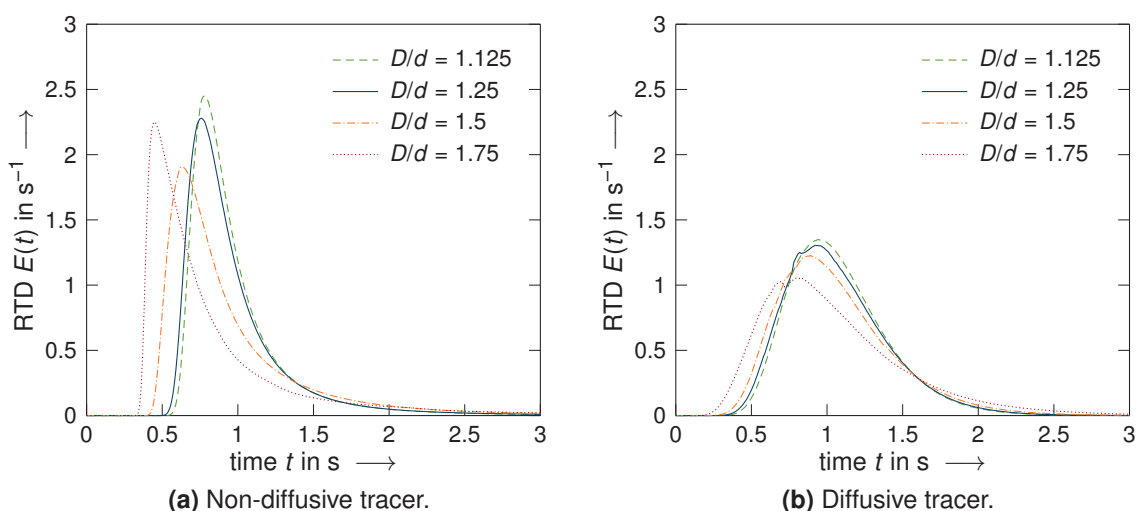 3
2.5
2
1.5
1
0.5
0
RTD E(t) in s⁻¹ ⟶
D/d = 1.125
D/d = 1.25
D/d = 1.5
D/d = 1.75
0 0.5 1 1.5 2 2.5 3
time t in s ⟶
(a) Non-diffusive tracer.
3
2.5
2
1.5
1
0.5
0
RTD E(t) in s⁻¹ ⟶
D/d = 1.125
D/d = 1.25
D/d = 1.5
D/d = 1.75
0 0.5 1 1.5 2 2.5 3
time t in s ⟶
(b) Diffusive tracer.